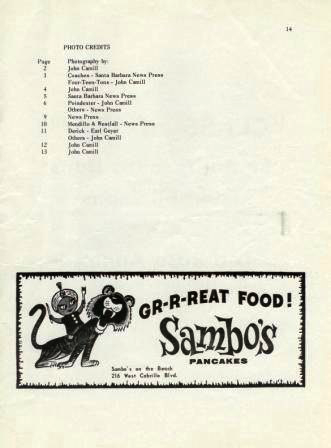 14
PHOTO CREDITS
Page Photography by:
2 John Camill
3 Coaches - Santa Barbara News Press
Four-Teen-Tons - John Camill
4 John Camill
5 Santa Barbara News Press
6 Poindexter - John Camill
Others - News Press
9 News Press
10 Mendillo & Westfall - News Press
11 Derick - Earl Geyer
Others - John Camill
12 John Camill
13 John Camill
GR-R-REAT FOOD!
Sambo's
PANCAKES
Sambo's on the Beach
216 West Cabrillo Blvd.